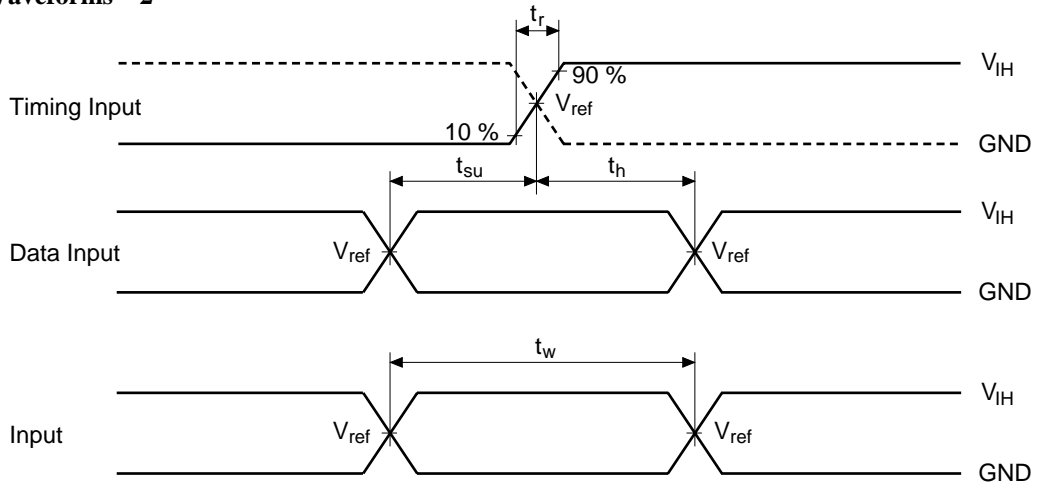 t_r
V_IH
90 %
Timing Input
V_ref
10 %
GND
t_su
t_h
V_IH
Data Input
V_ref
V_ref
GND
t_w
V_IH
Input
V_ref
V_ref
GND